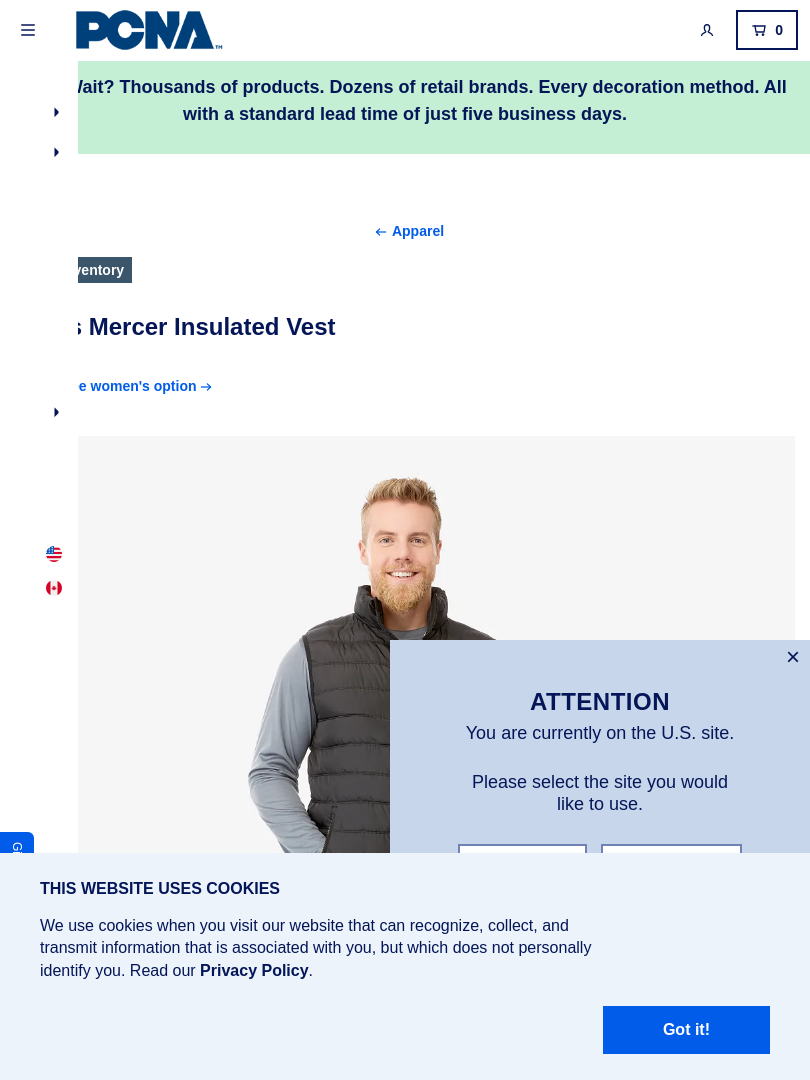 PCNA™
0
Wait? Thousands of products. Dozens of retail brands. Every decoration method. All
with a standard lead time of just five business days.
← Apparel
Mercer Insulated Vest
women's option →
ATTENTION
You are currently on the U.S. site.
Please select the site you would
like to use.
THIS WEBSITE USES COOKIES
We use cookies when you visit our website that can recognize, collect, and
transmit information that is associated with you, but which does not personally
identify you. Read our Privacy Policy.
Got it!